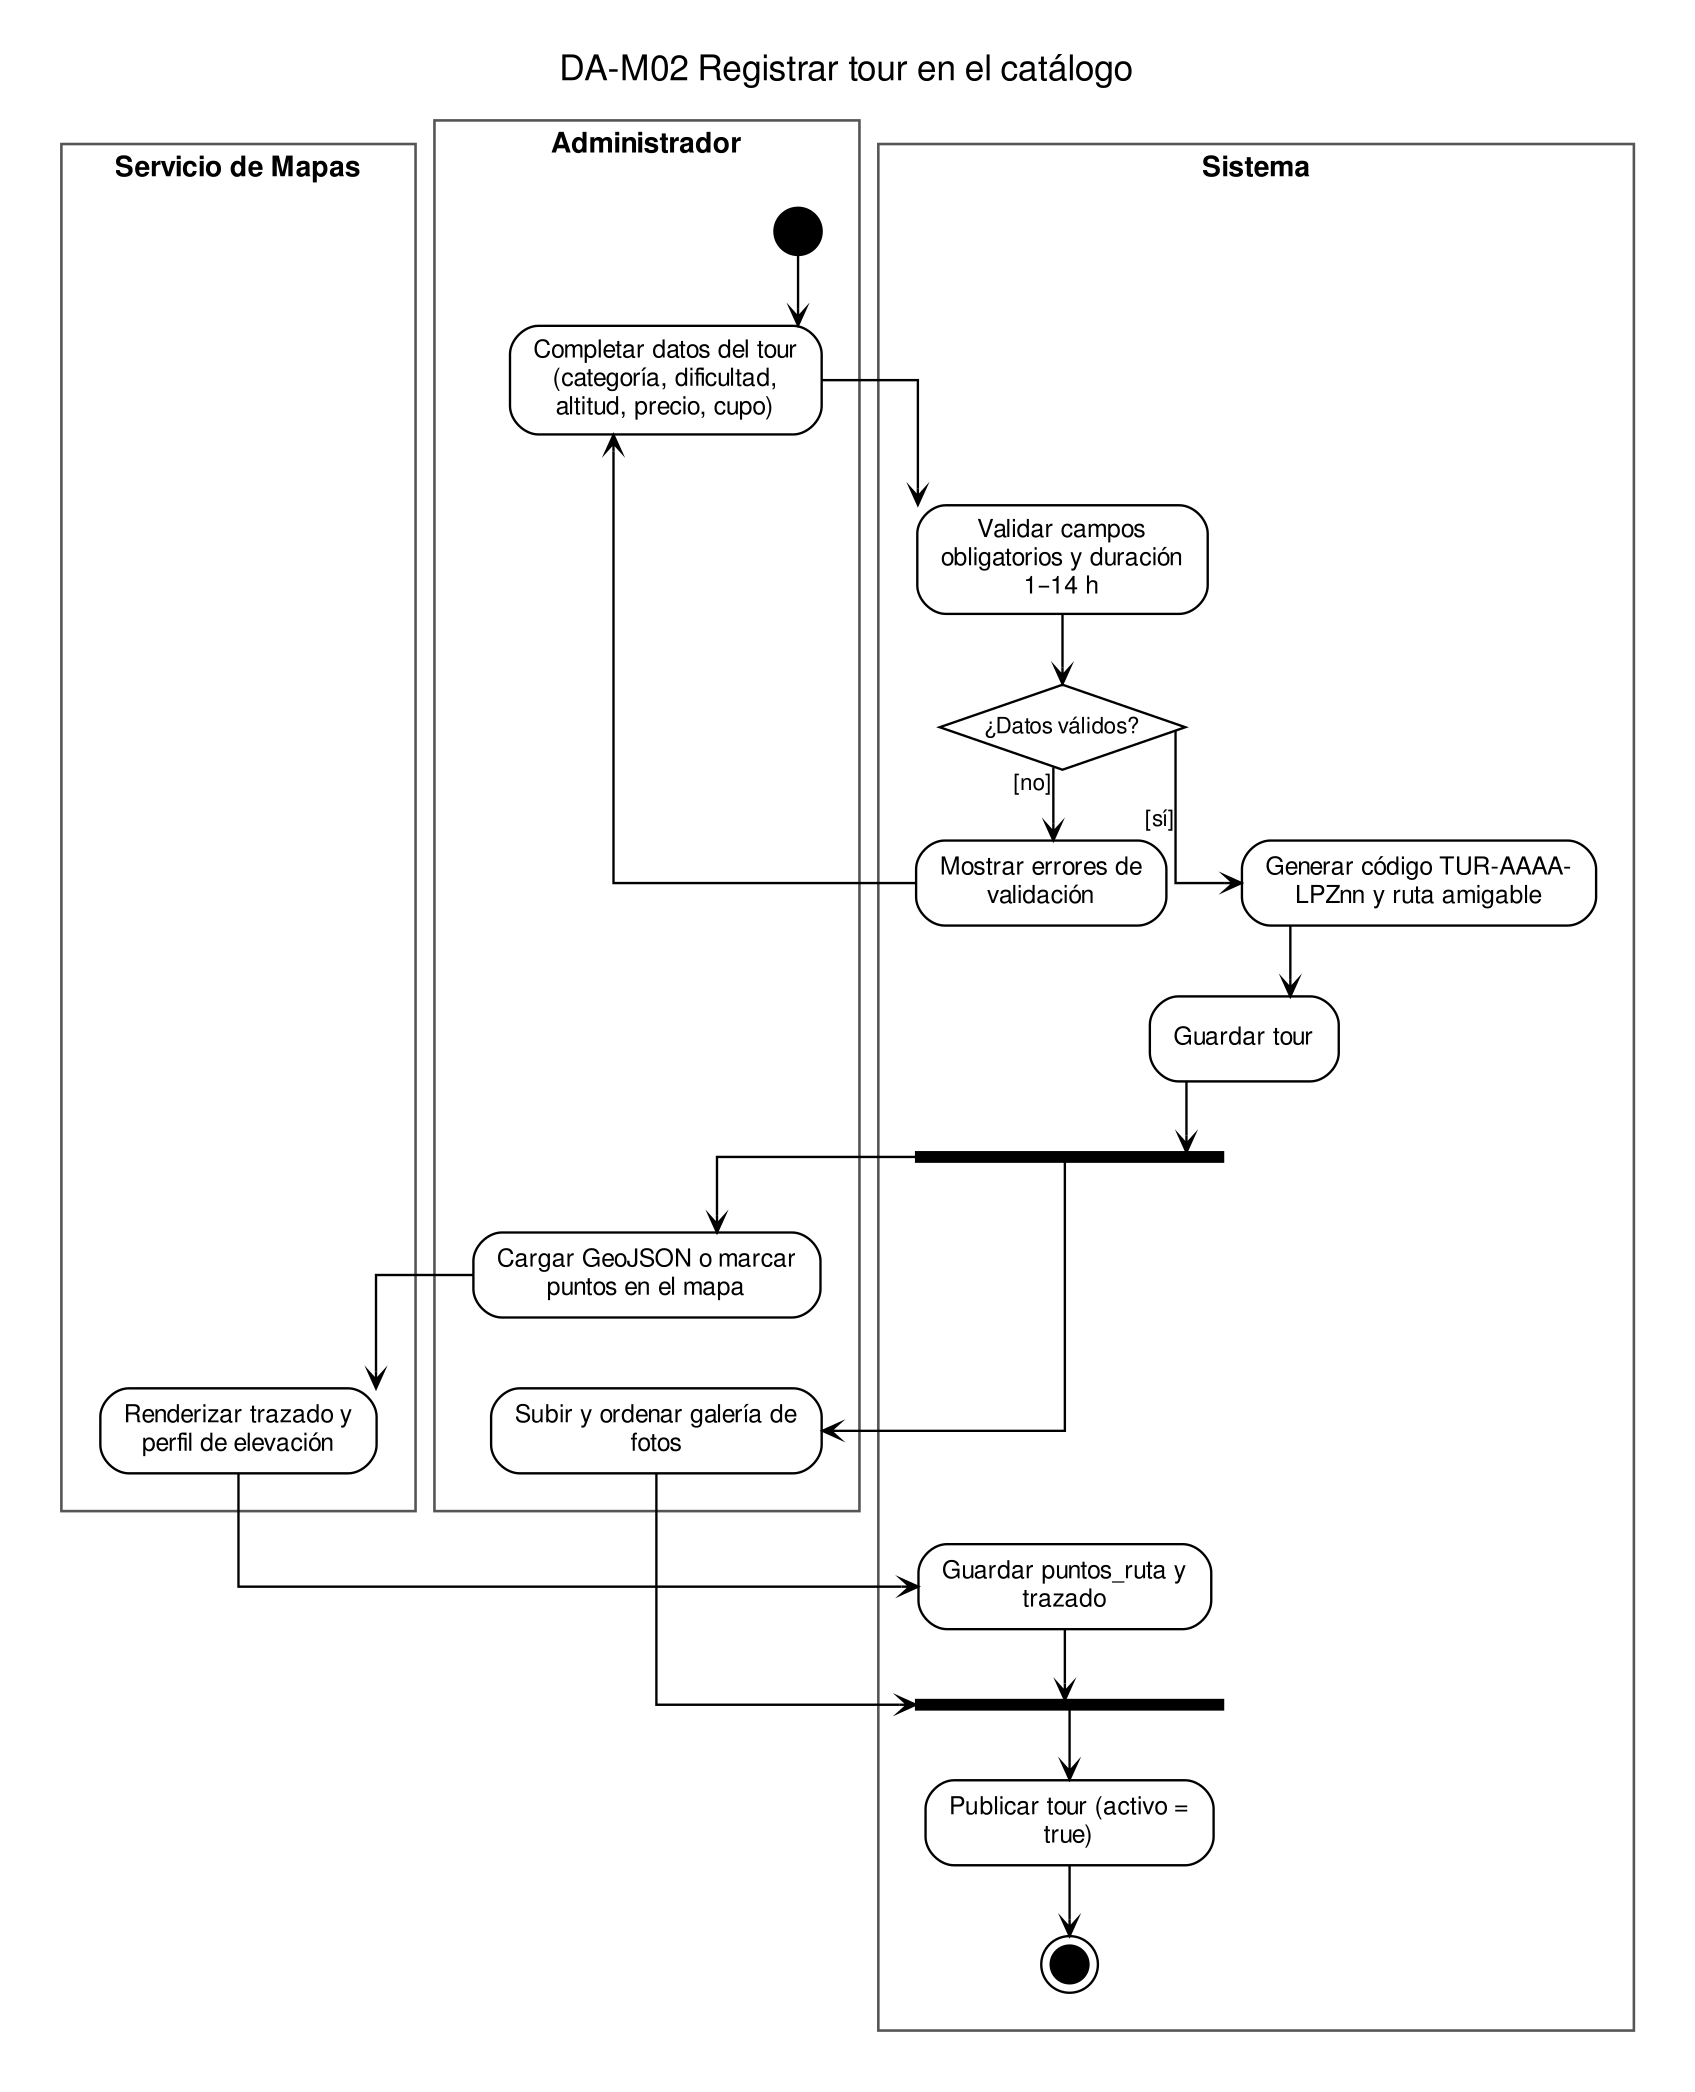 DA-M02 Registrar tour en el catálogo
Servicio de Mapas
Administrador
Sistema
Completar datos del tour
(categoría, dificultad,
altitud, precio, cupo)
Validar campos
obligatorios y duración
1–14 h
¿Datos válidos?
[no]
[sí]
Mostrar errores de
validación
Generar código TUR-AAAA-
LPZnn y ruta amigable
Guardar tour
Cargar GeoJSON o marcar
puntos en el mapa
Renderizar trazado y
perfil de elevación
Subir y ordenar galería de
fotos
Guardar puntos_ruta y
trazado
Publicar tour (activo =
true)